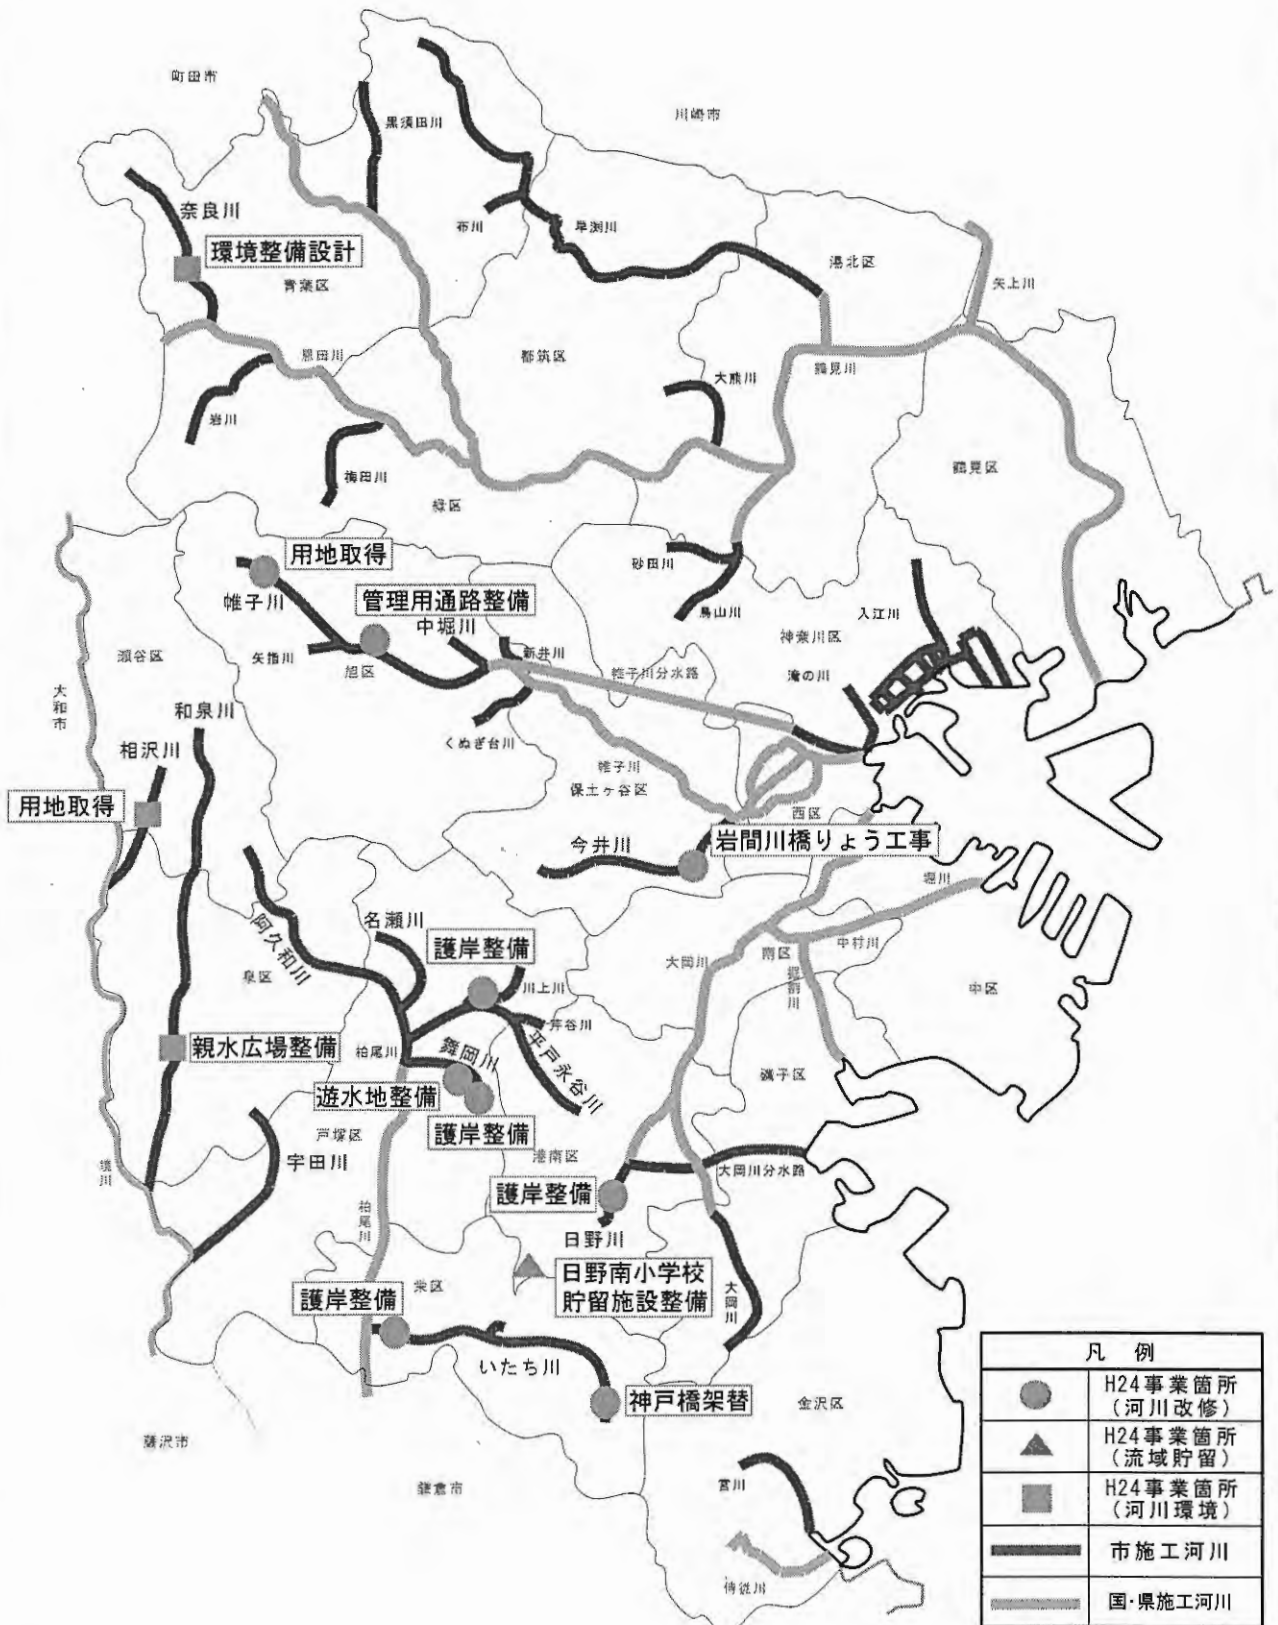 町田市
川崎市
黒須田川
奈良川
布川
早渕川
環境整備設計
港北区
青葉区
矢上川
恩田川
都筑区
鶴見川
大熊川
岩川
鶴見区
梅田川
緑区
用地取得
砂田川
帷子川
管理用通路整備
鳥山川
入江川
中堀川
神奈川区
新井川
矢指川
瀬谷区
旭区
帷子川分水路
滝の川
大和市
和泉川
相沢川
くぬぎ台川
帷子川
保土ヶ谷区
用地取得
西区
岩間川橋りょう工事
今井川
堀川
名瀬川
阿久和川
護岸整備
中村川
大岡川
南区
泉区
堀割川
川上川
中区
芹谷川
親水広場整備
柏尾川
舞岡川
平戸永谷川
磯子区
遊水地整備
戸塚区
護岸整備
港南区
宇田川
境川
大岡川分水路
護岸整備
柏尾川
日野川
日野南小学校
貯留施設整備
栄区
護岸整備
大岡川
いたち川
神戸橋架替
金沢区
藤沢市
鎌倉市
宮川
侍従川
凡 例
H24事業箇所
(河川改修)
H24事業箇所
(流域貯留)
H24事業箇所
(河川環境)
市施工河川
国・県施工河川